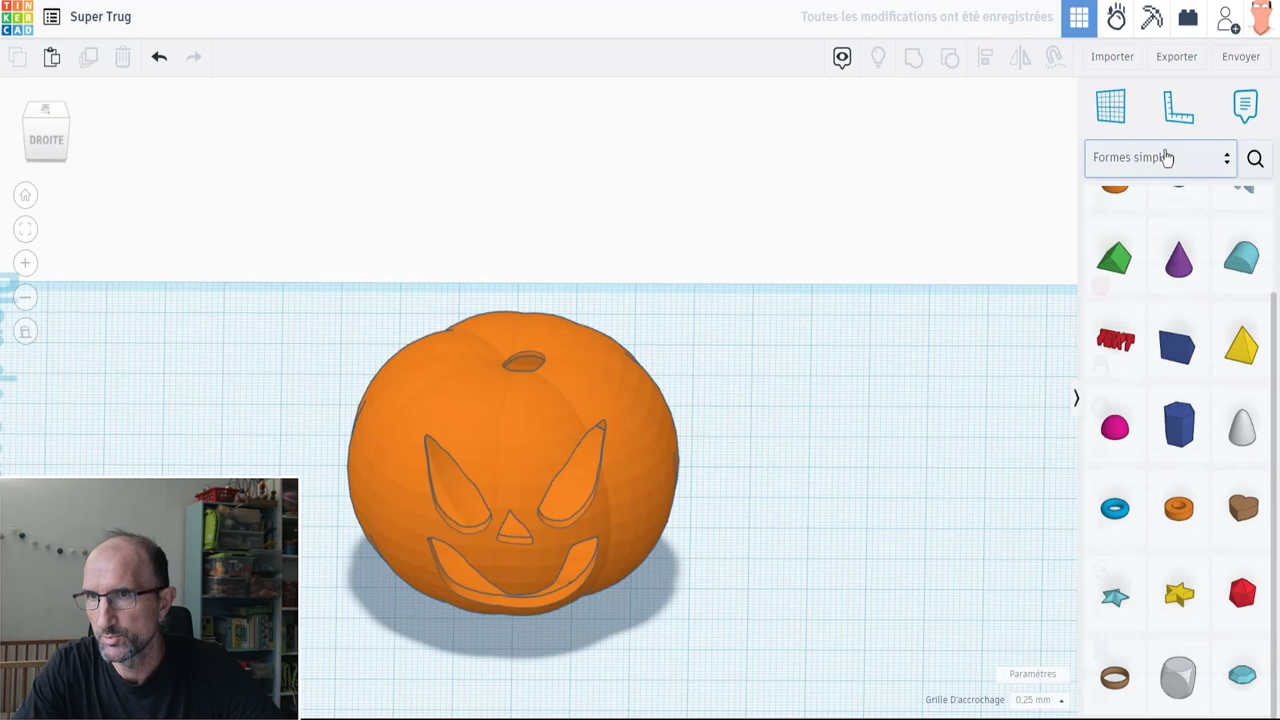 TIN
KER
CAD
Super Trug
Toutes les modifications ont été enregistrées
Importer
Exporter
Envoyer
DROITE
Formes simpl
TEXT
Paramètres
Grille D'accrochage
0,25 mm